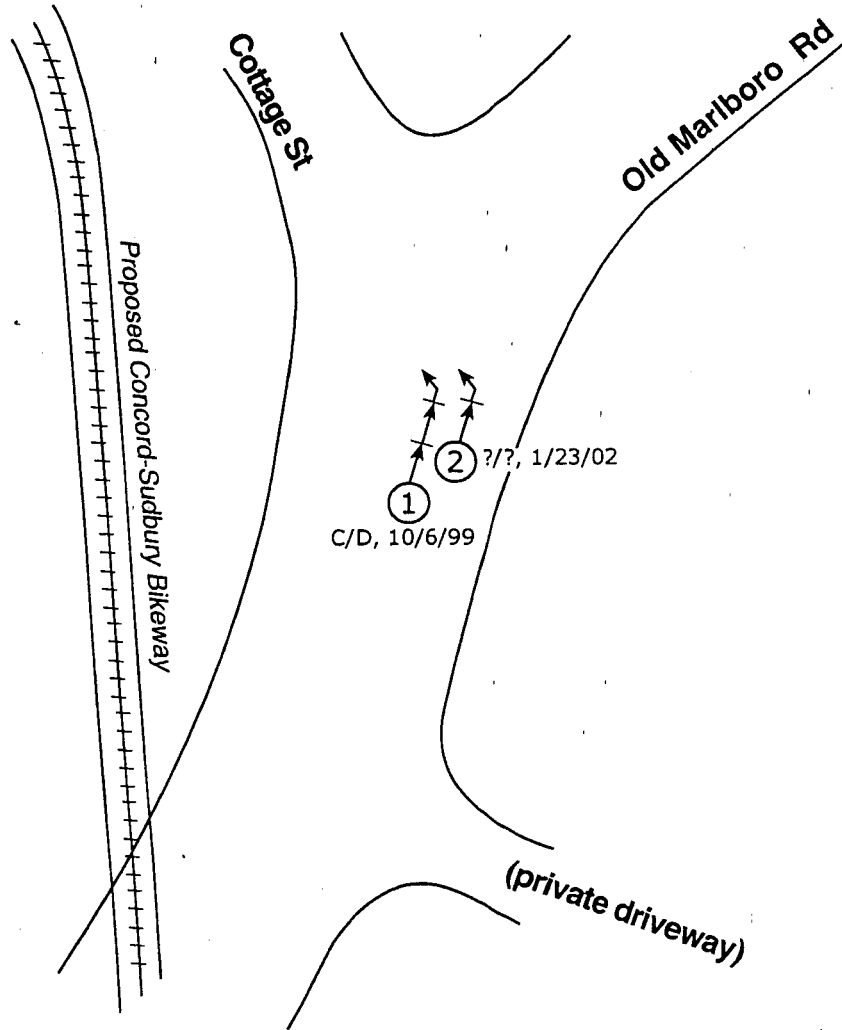 Cottage St
Old Marlboro Rd
Proposed Concord-Sudbury Bikeway
2 ?/?, 1/23/02
1
C/D, 10/6/99
(private driveway)